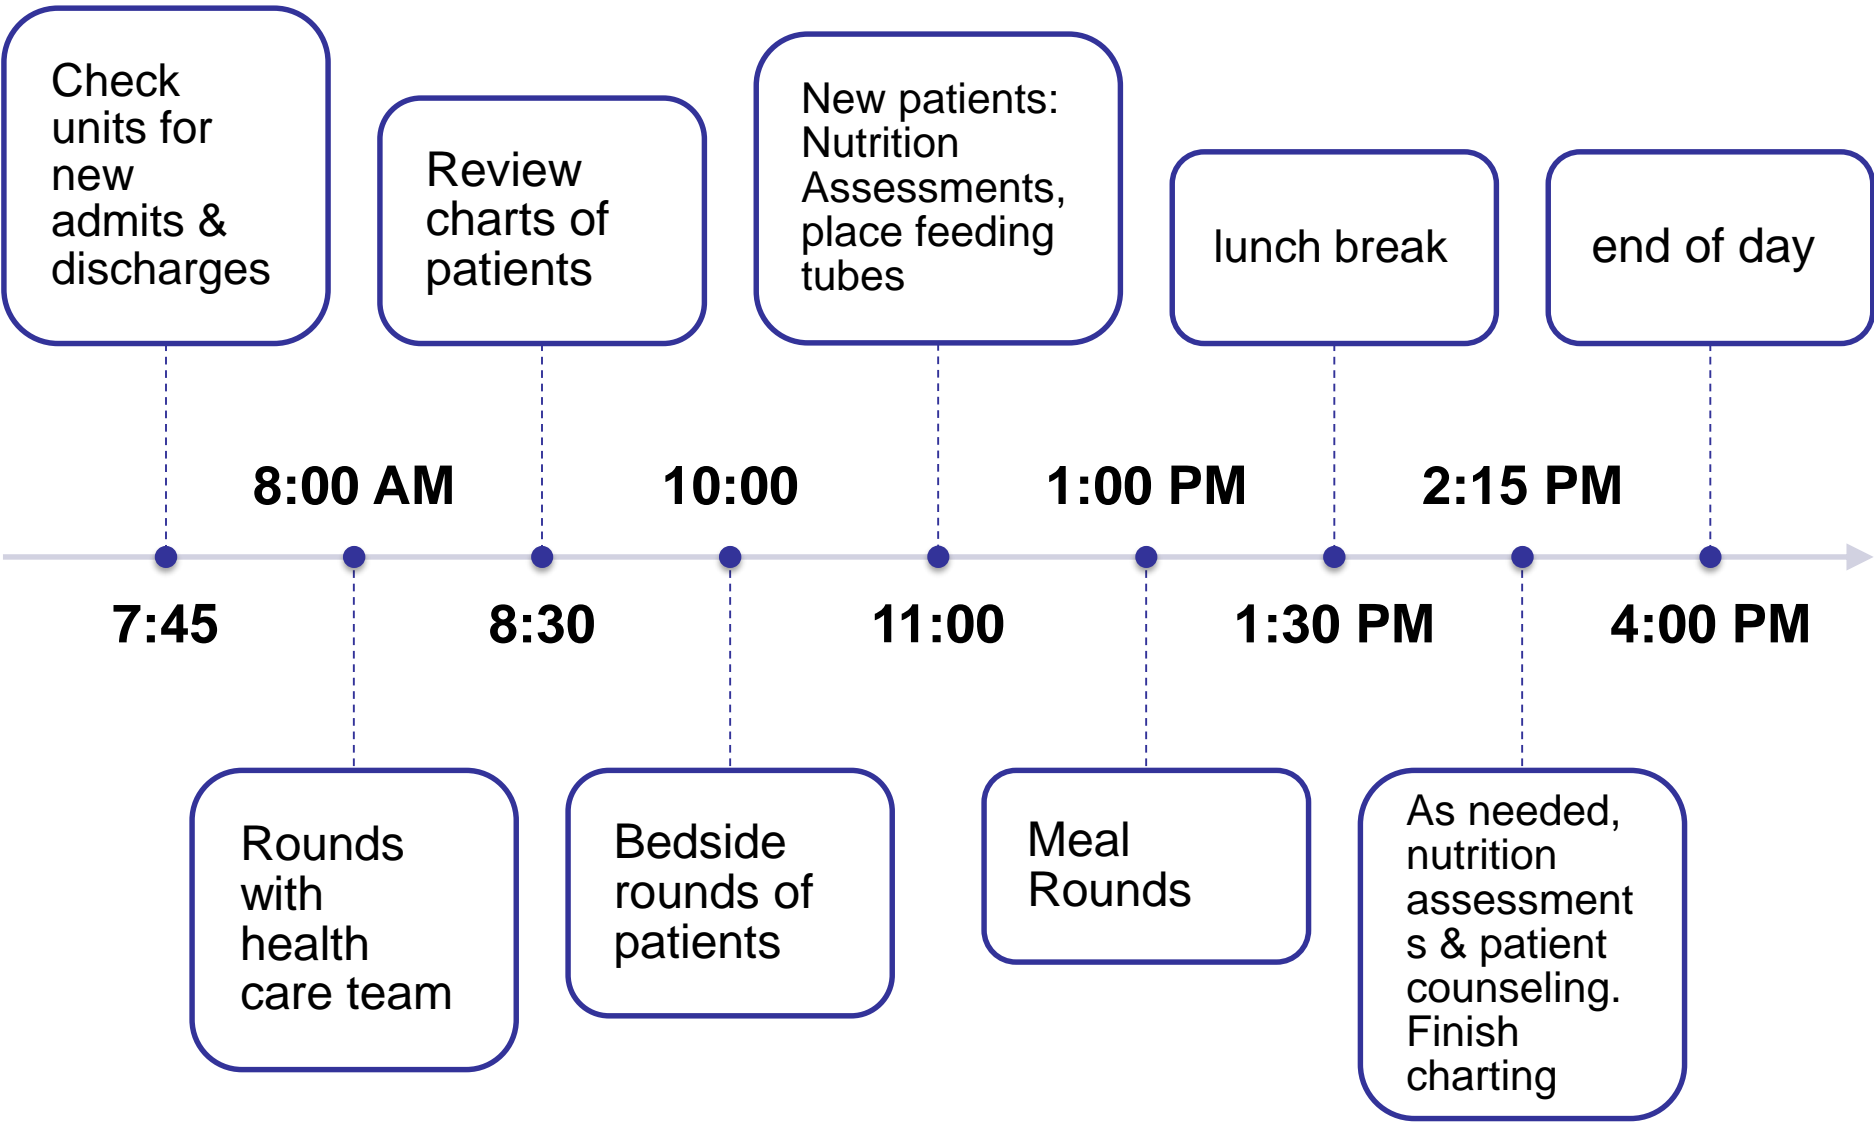 Check
units for
new
admits &
discharges
Review
charts of
patients
New patients:
Nutrition
Assessments,
place feeding
tubes
lunch break
end of day
8:00 AM
10:00
1:00 PM
2:15 PM
7:45
8:30
11:00
1:30 PM
4:00 PM
Rounds
with
health
care team
Bedside
rounds of
patients
Meal
Rounds
As needed,
nutrition
assessment
s & patient
counseling.
Finish
charting